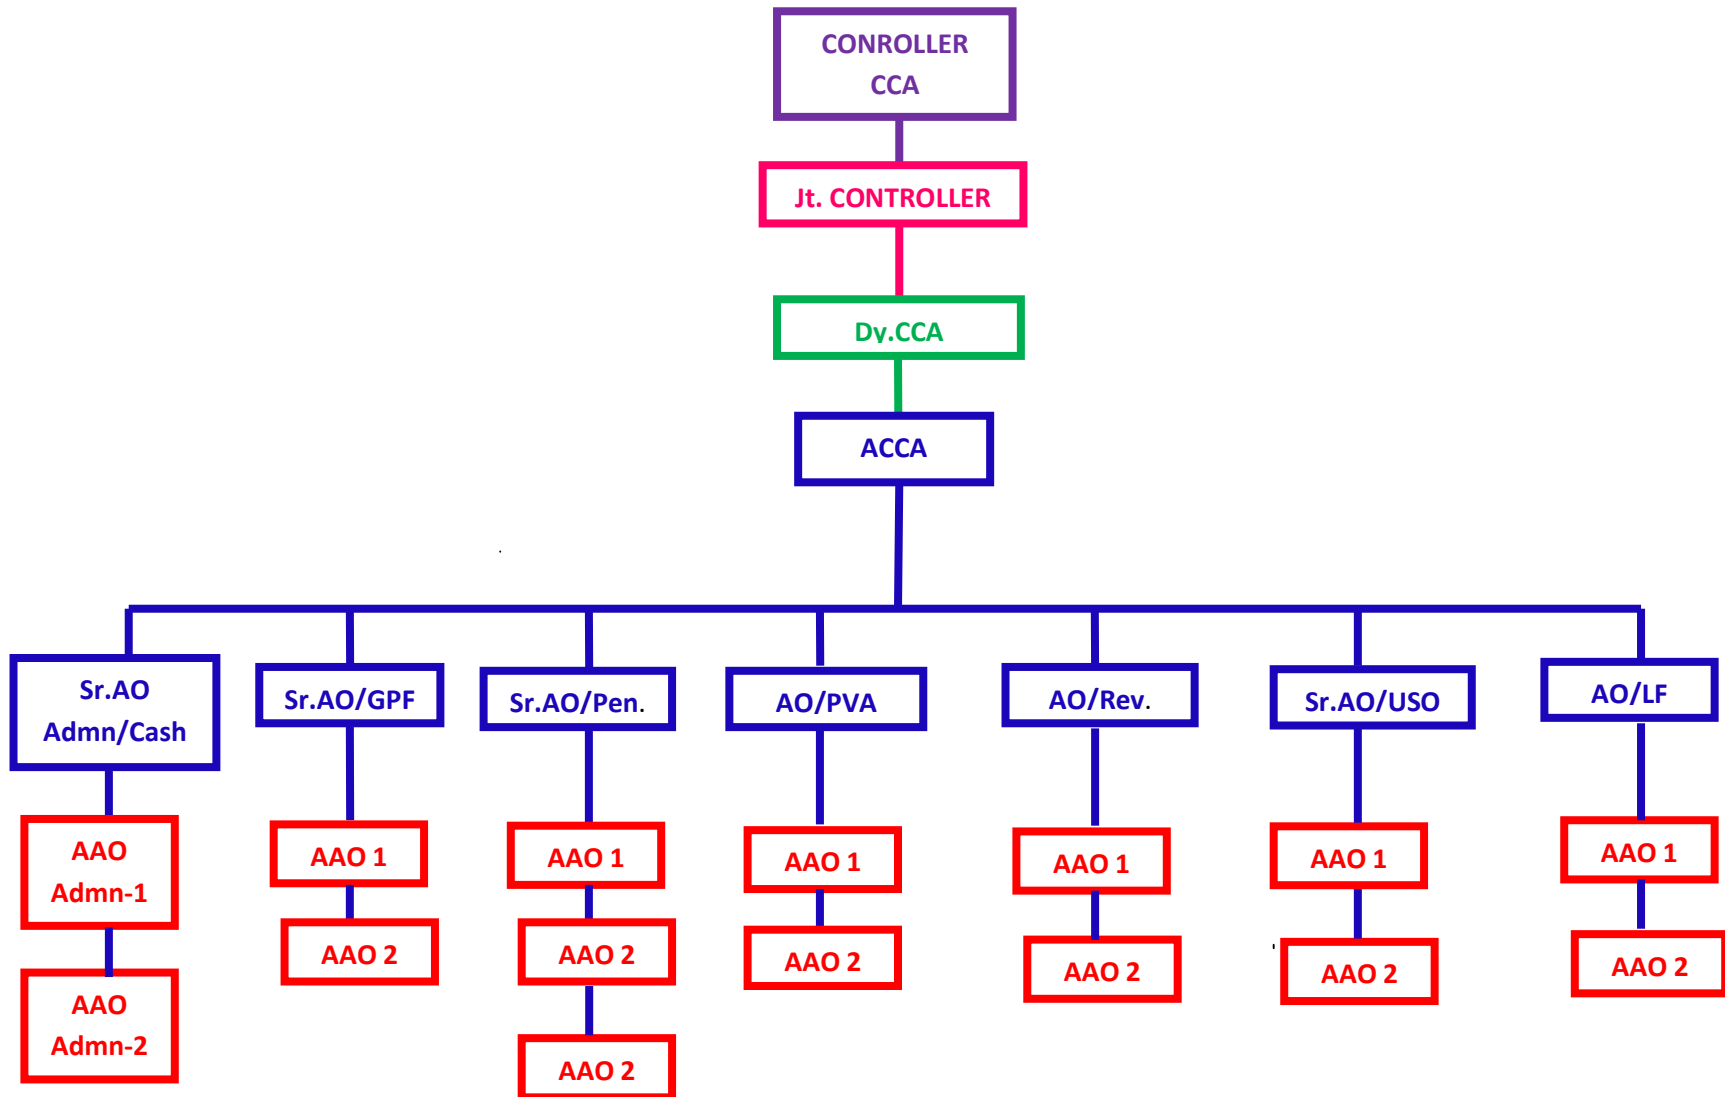 CONROLLER
CCA
Jt. CONTROLLER
Dy.CCA
ACCA
Sr.AO
Admn/Cash
Sr.AO/GPF
Sr.AO/Pen.
AO/PVA
AO/Rev.
Sr.AO/USO
AO/LF
AAO
Admn-1
AAO 1
AAO 1
AAO 1
AAO 1
AAO 1
AAO 1
AAO 2
AAO 2
AAO 2
AAO 2
AAO 2
AAO 2
AAO
Admn-2
AAO 2